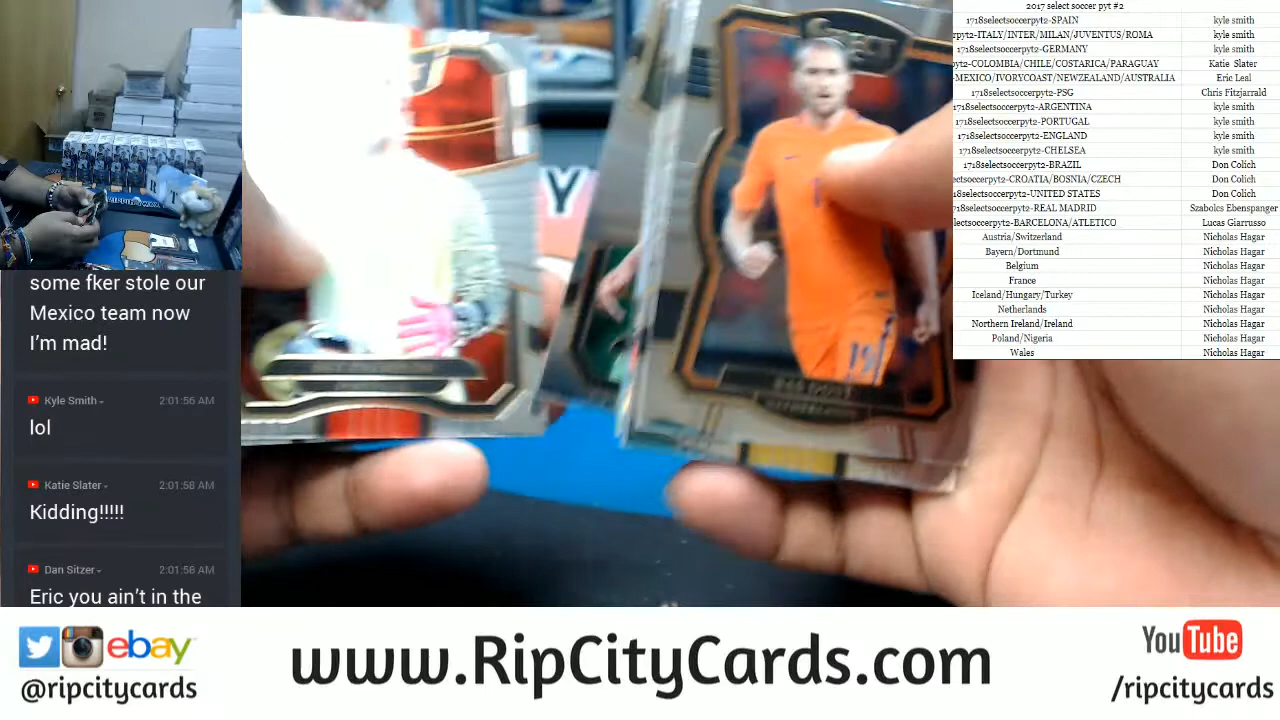 2017 select soccer pyt #2
1718selectsoccerpyt2-SPAIN kyle smith
pyt2-ITALY/INTER/MILAN/JUVENTUS/ROMA kyle smith
1718selectsoccerpyt2-GERMANY kyle smith
yt2-COLOMBIA/CHILE/COSTARICA/PARAGUAY Katie Slater
-MEXICO/IVORYCOAST/NEWZEALAND/AUSTRALIA Eric Leal
1718selectsoccerpyt2-PSG Chris Fitzjarrald
1718selectsoccerpyt2-ARGENTINA kyle smith
1718selectsoccerpyt2-PORTUGAL kyle smith
1718selectsoccerpyt2-ENGLAND kyle smith
1718selectsoccerpyt2-CHELSEA kyle smith
1718selectsoccerpyt2-BRAZIL Don Colich
ectsoccerpyt2-CROATIA/BOSNIA/CZECH Don Colich
18selectsoccerpyt2-UNITED STATES Don Colich
1718selectsoccerpyt2-REAL MADRID Szabolcs Ebenspanger
lectsoccerpyt2-BARCELONA/ATLETICO Lucas Giarrusso
Austria/Switzerland Nicholas Hagar
Bayern/Dortmund Nicholas Hagar
Belgium Nicholas Hagar
France Nicholas Hagar
Iceland/Hungary/Turkey Nicholas Hagar
Netherlands Nicholas Hagar
Northern Ireland/Ireland Nicholas Hagar
Poland/Nigeria Nicholas Hagar
Wales Nicholas Hagar
some fker stole our
Mexico team now
I'm mad!
Kyle Smith 2:01:56 AM
lol
Katie Slater 2:01:58 AM
Kidding!!!!!
Dan Sitzer 2:01:58 AM
Eric you ain't in the
SELECT
BAS DOST
19
Y
ebay
@ripcitycards
www.RipCityCards.com
YouTube
/ripcitycards